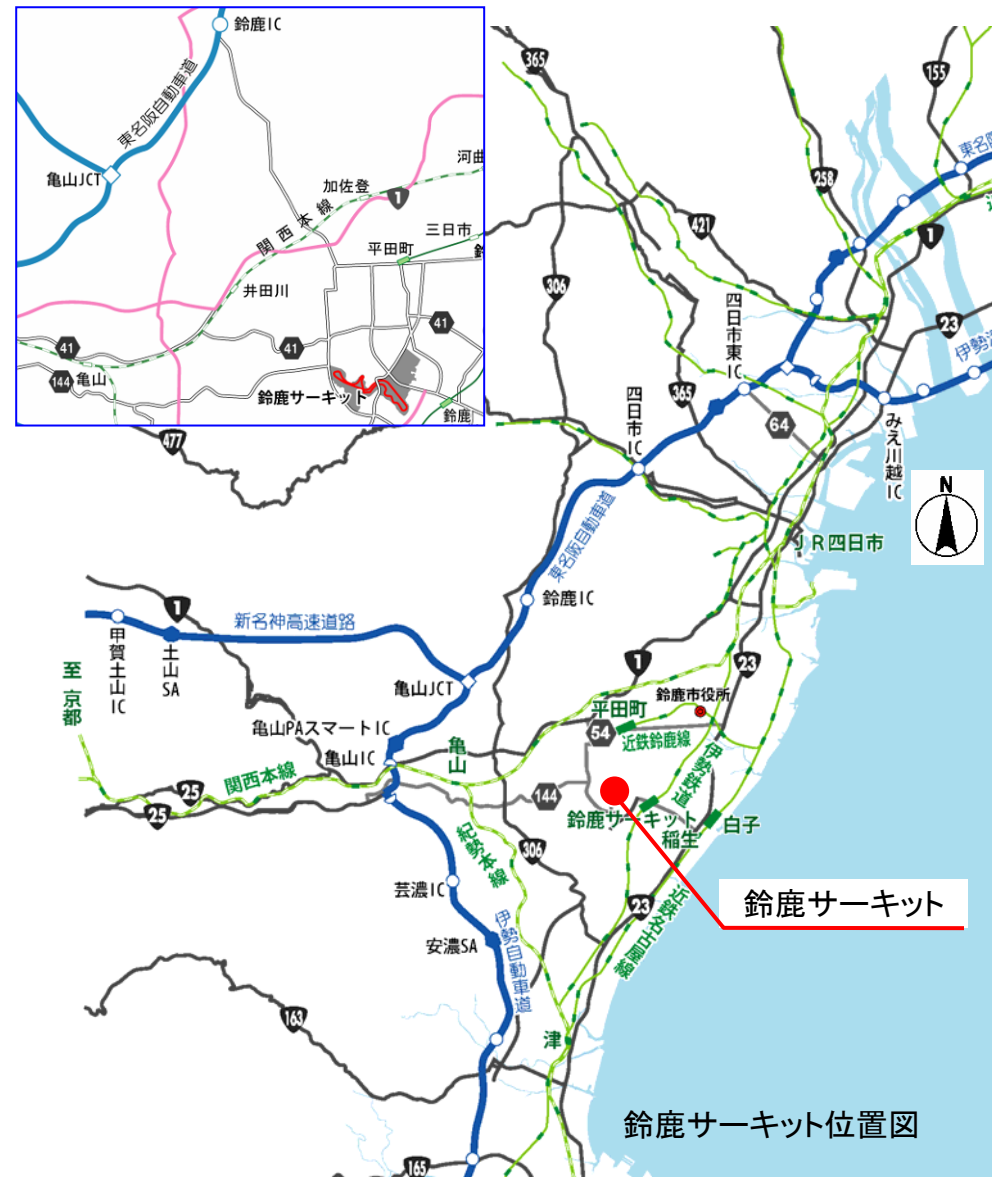 鈴鹿IC
東名阪自動車道
亀山JCT
河曲
加佐登
1
関西本線
三日市
平田町
鈴
井田川
41
41
41
144
亀山
鈴鹿サーキット
鈴鹿
365
155
東名阪
258
近
1
421
306
23
四日市東IC
伊勢
365
四日市IC
64
みえ川越IC
477
N
JR四日市
東名阪自動車道
鈴鹿IC
1
新名神高速道路
甲賀土山IC
土山SA
至 京都
亀山JCT
1
23
鈴鹿市役所
平田町
54
近鉄鈴鹿線
亀山PAスマートIC
亀山IC
亀山
伊勢鉄道
関西本線
25
25
144
鈴鹿サーキット
稲生
白子
紀勢本線
306
芸濃IC
23
近鉄名古屋線
鈴鹿サーキット
安濃SA
伊勢自動車道
163
津
鈴鹿サーキット位置図
165